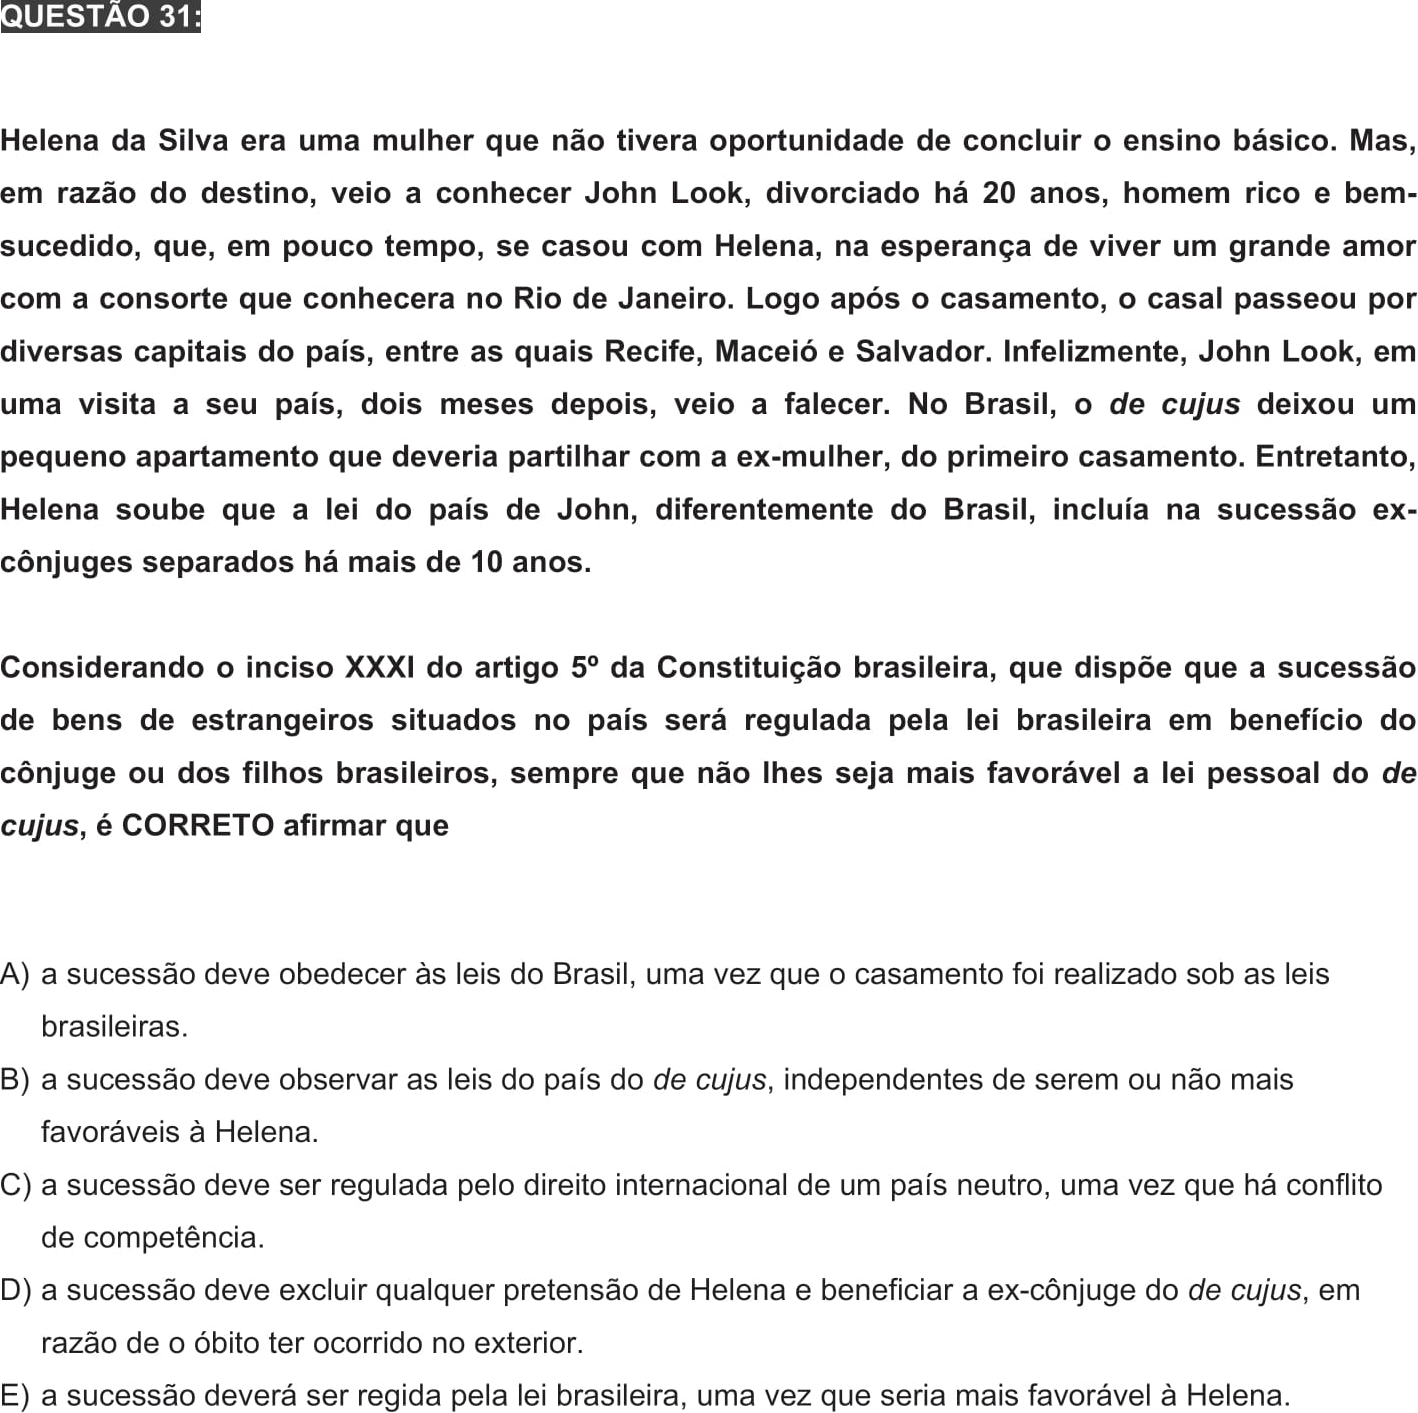 QUESTÃO 31:
Helena da Silva era uma mulher que não tivera oportunidade de concluir o ensino básico. Mas,
em razão do destino, veio a conhecer John Look, divorciado há 20 anos, homem rico e bem-
sucedido, que, em pouco tempo, se casou com Helena, na esperança de viver um grande amor
com a consorte que conhecera no Rio de Janeiro. Logo após o casamento, o casal passeou por
diversas capitais do país, entre as quais Recife, Maceió e Salvador. Infelizmente, John Look, em
uma visita a seu país, dois meses depois, veio a falecer. No Brasil, o de cujus deixou um
pequeno apartamento que deveria partilhar com a ex-mulher, do primeiro casamento. Entretanto,
Helena soube que a lei do país de John, diferentemente do Brasil, incluía na sucessão ex-
cônjuges separados há mais de 10 anos.
Considerando o inciso XXXI do artigo 5º da Constituição brasileira, que dispõe que a sucessão
de bens de estrangeiros situados no país será regulada pela lei brasileira em benefício do
cônjuge ou dos filhos brasileiros, sempre que não lhes seja mais favorável a lei pessoal do de
cujus, é CORRETO afirmar que
A) a sucessão deve obedecer às leis do Brasil, uma vez que o casamento foi realizado sob as leis
brasileiras.
B) a sucessão deve observar as leis do país do de cujus, independentes de serem ou não mais
favoráveis à Helena.
C) a sucessão deve ser regulada pelo direito internacional de um país neutro, uma vez que há conflito
de competência.
D) a sucessão deve excluir qualquer pretensão de Helena e beneficiar a ex-cônjuge do de cujus, em
razão de o óbito ter ocorrido no exterior.
E) a sucessão deverá ser regida pela lei brasileira, uma vez que seria mais favorável à Helena.